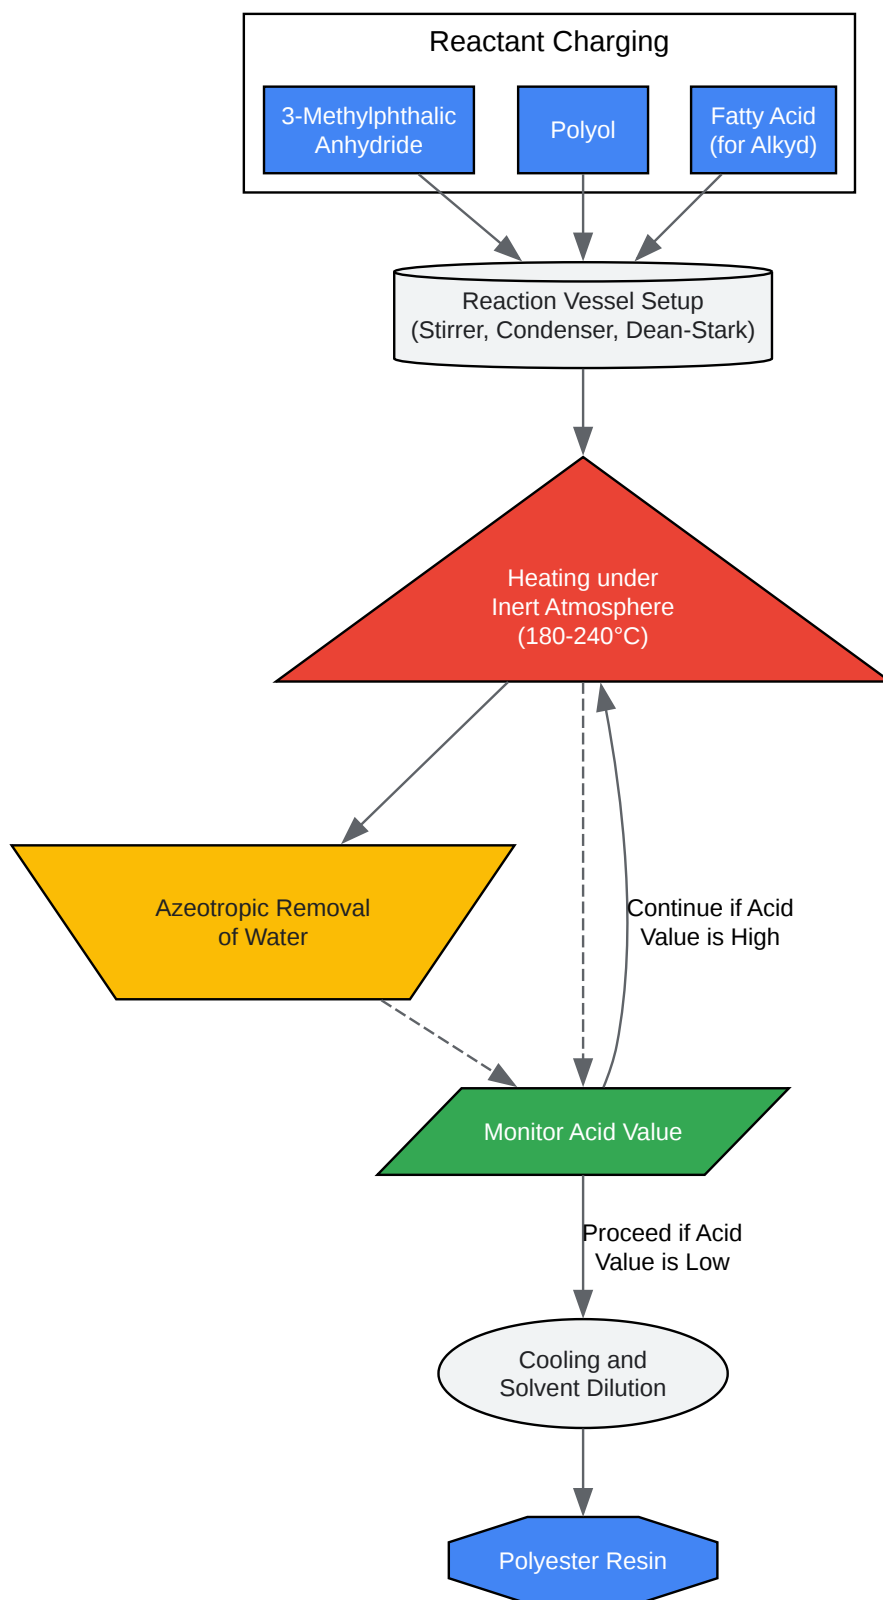 Reactant Charging
3-Methylphthalic
Anhydride
Polyol
Fatty Acid
(for Alkyd)
Reaction Vessel Setup
(Stirrer, Condenser, Dean-Stark)
Heating under
Inert Atmosphere
(180-240°C)
Azeotropic Removal
of Water
Continue if Acid
Value is High
Monitor Acid Value
Proceed if Acid
Value is Low
Cooling and
Solvent Dilution
Polyester Resin